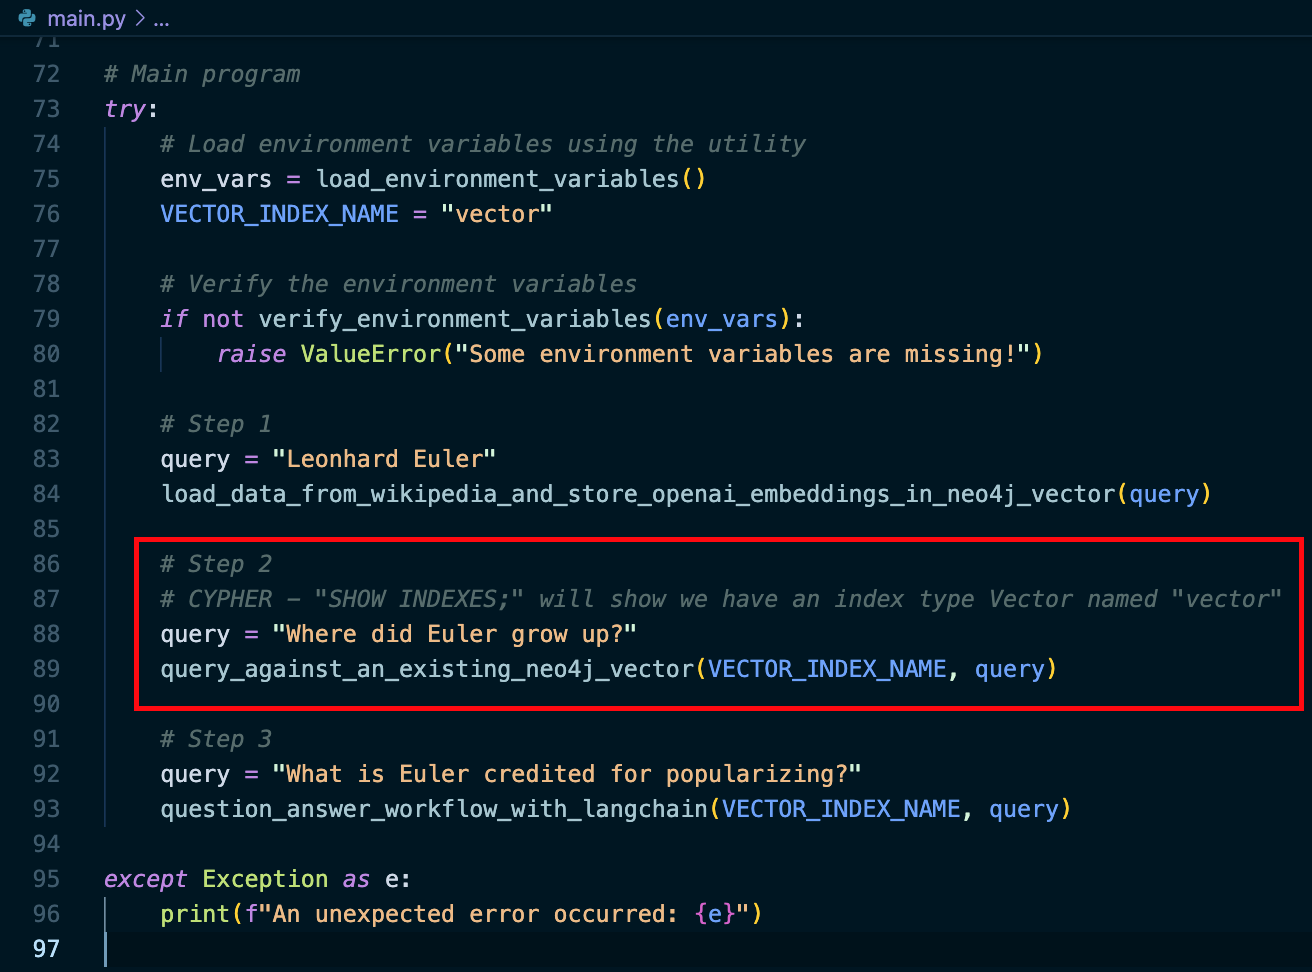 main.py > ...
71
72 # Main program
73 try:
74     # Load environment variables using the utility
75     env_vars = load_environment_variables()
76     VECTOR_INDEX_NAME = "vector"
77
78     # Verify the environment variables
79     if not verify_environment_variables(env_vars):
80         raise ValueError("Some environment variables are missing!")
81
82     # Step 1
83     query = "Leonhard Euler"
84     load_data_from_wikipedia_and_store_openai_embeddings_in_neo4j_vector(query)
85
86     # Step 2
87     # CYPHER - "SHOW INDEXES;" will show we have an index type Vector named "vector"
88     query = "Where did Euler grow up?"
89     query_against_an_existing_neo4j_vector(VECTOR_INDEX_NAME, query)
90
91     # Step 3
92     query = "What is Euler credited for popularizing?"
93     question_answer_workflow_with_langchain(VECTOR_INDEX_NAME, query)
94
95 except Exception as e:
96     print(f"An unexpected error occurred: {e}")
97